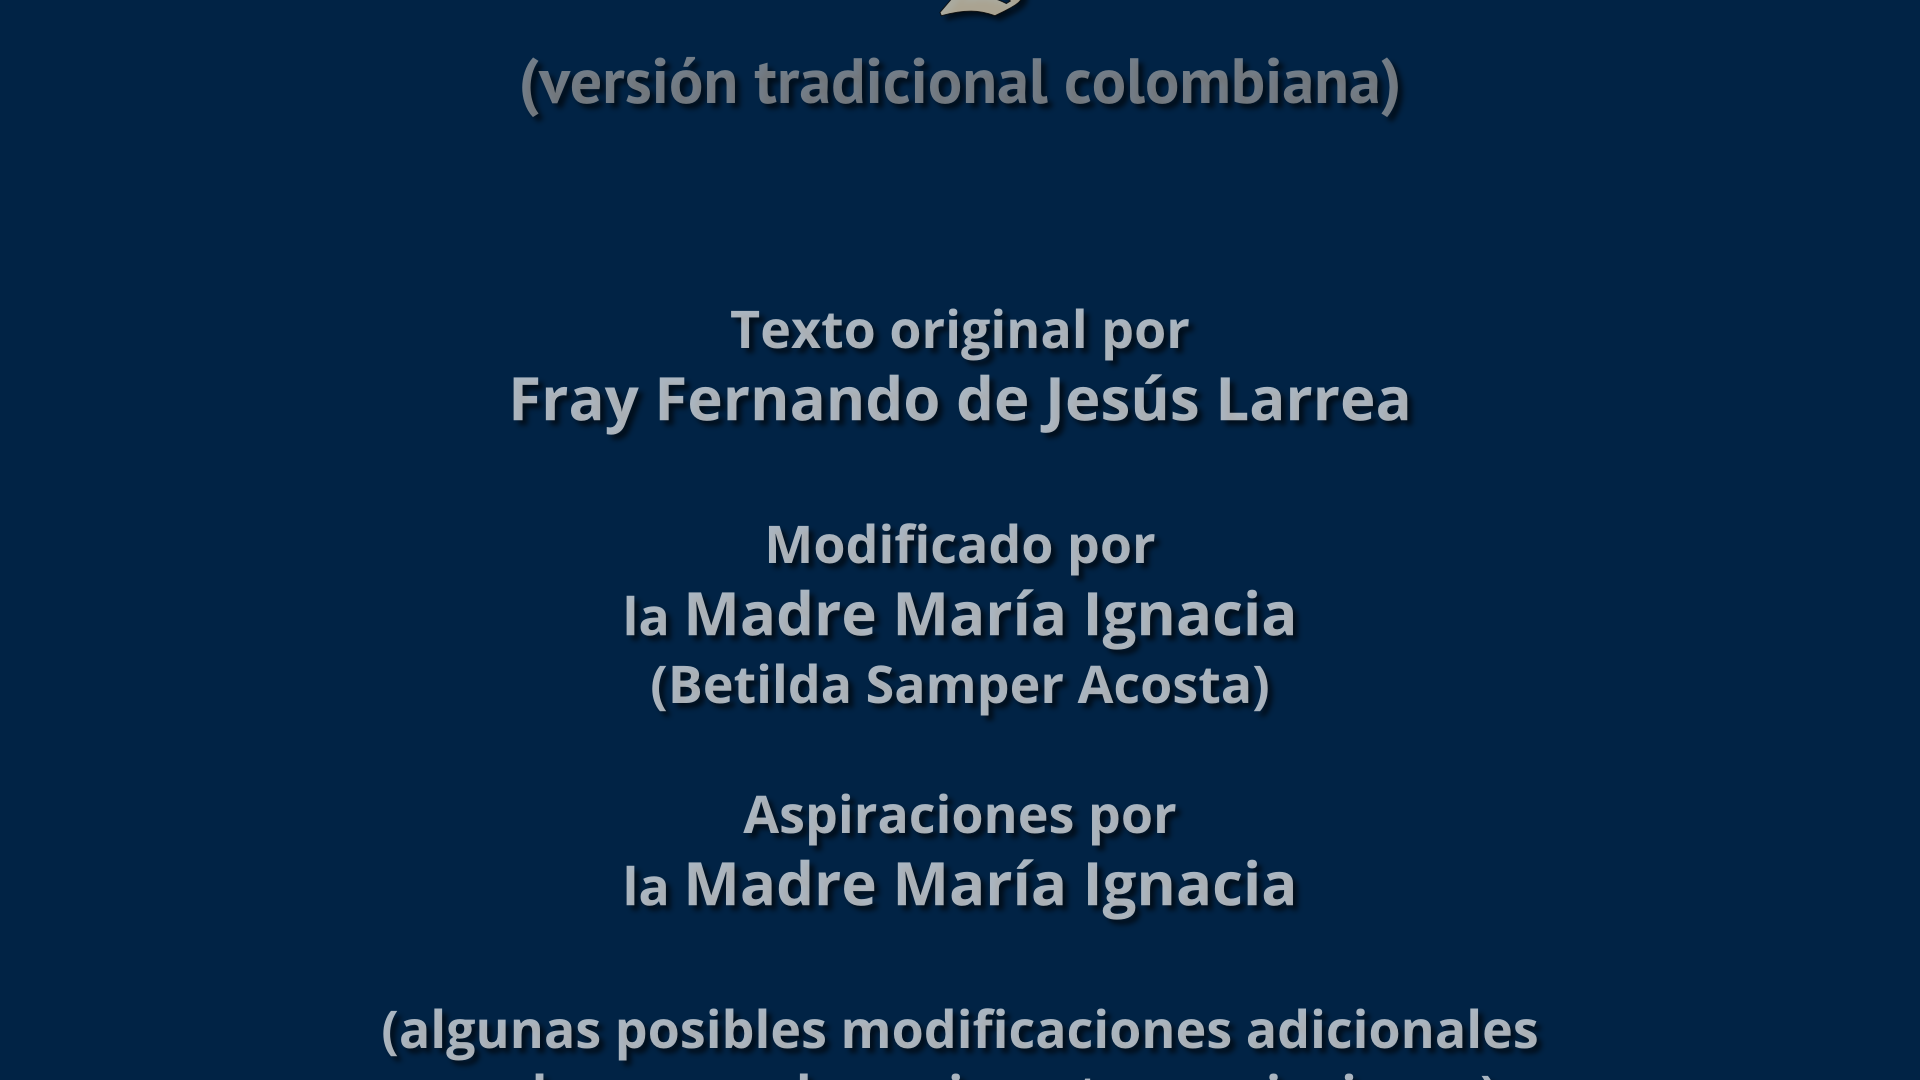 (versión tradicional colombiana)
Texto original por
Fray Fernando de Jesús Larrea
Modificado por
la Madre María Ignacia
(Betilda Samper Acosta)
Aspiraciones por
la Madre María Ignacia
(algunas posibles modificaciones adicionales